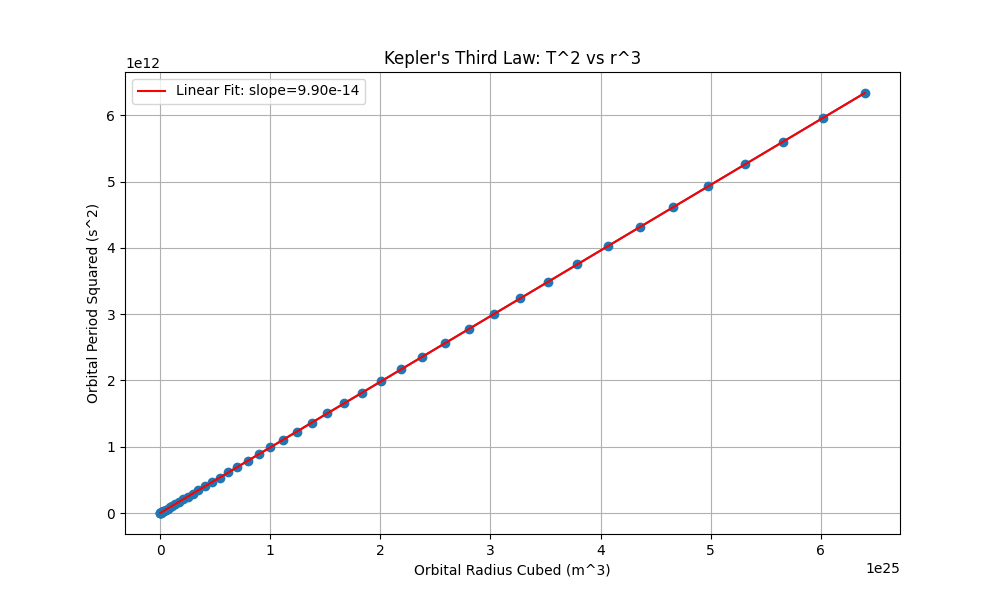 Kepler's Third Law: T^2 vs r^3
1e12
Linear Fit: slope=9.90e-14
Orbital Period Squared (s^2)
6
5
4
3
2
1
0
0 1 2 3 4 5 6
1e25
Orbital Radius Cubed (m^3)